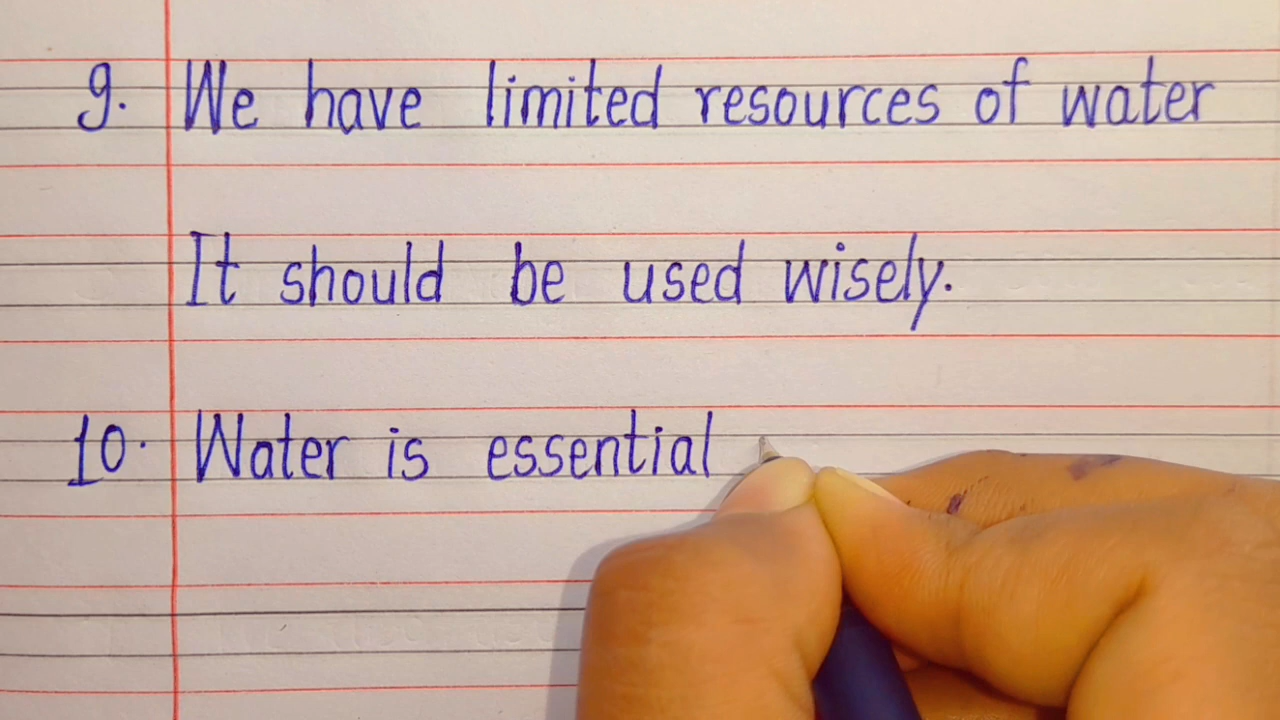 9. We have limited resources of water
It should be used wisely.
10. Water is essential